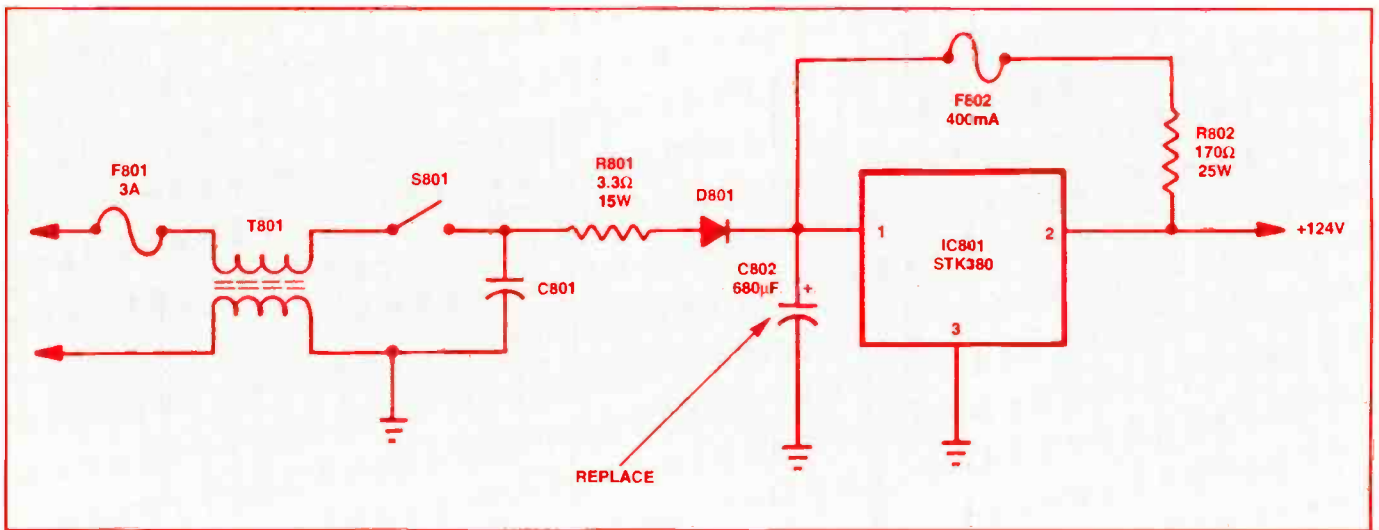 F801
3A
T801
S801
C801
R801
3.3Ω
15W
D801
C802
680µF
+
REPLACE
F802
400mA
R802
170Ω
25W
1
IC801
STK380
2
3
+124V